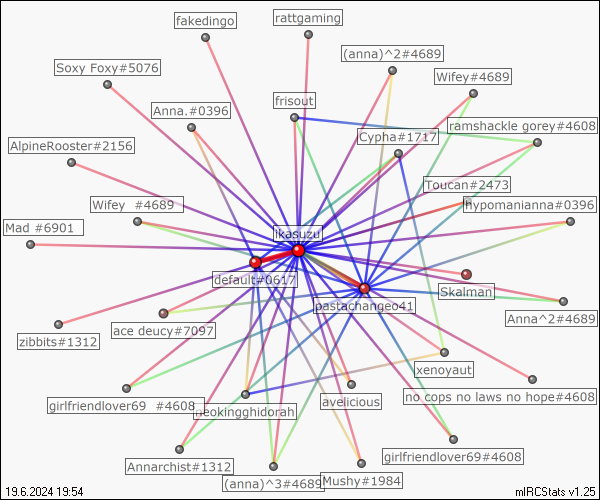 fakedingo
rattgaming
(anna)^2#4689
Soxy Foxy#5076
Wifey#4689
frisout
Anna.#0396
ramshackle gorey#4608
Cypha#1717
AlpineRooster#2156
Toucan#2473
Wifey #4689
hypomanianna#0396
Mad #6901
ikasuzu
default#0617
Skalman
pastachangeo41
Anna^2#4689
ace deucy#7097
zibbits#1312
xenoyaut
no cops no laws no hope#4608
girlfriendlover69 #4608
neokingghidorah
avelicious
girlfriendlover69#4608
Annarchist#1312
(anna)^3#4689
Mushy#1984
19.6.2024 19:54
mIRCStats v1.25